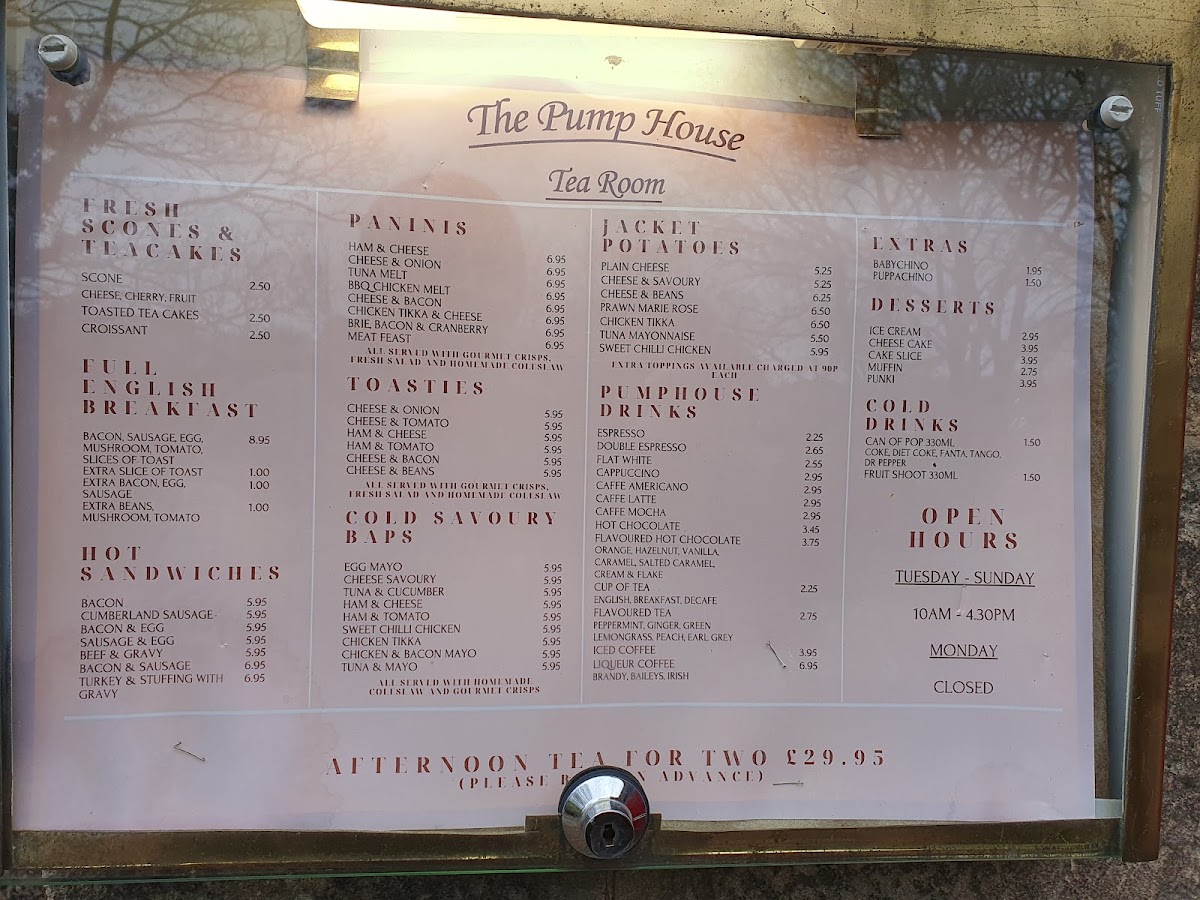 The Pump House
Tea Room
FRESH
SCONES &
TEACAKES
SCONE 2.50
CHEESE, CHERRY, FRUIT
TOASTED TEA CAKES 2.50
CROISSANT 2.50
FULL
ENGLISH
BREAKFAST
BACON, SAUSAGE, EGG, 8.95
MUSHROOM, TOMATO,
SLICES OF TOAST
EXTRA SLICE OF TOAST 1.00
EXTRA BACON, EGG, 1.00
SAUSAGE
EXTRA BEANS, 1.00
MUSHROOM, TOMATO
HOT
SANDWICHES
BACON 5.95
CUMBERLAND SAUSAGE 5.95
BACON & EGG 5.95
SAUSAGE & EGG 5.95
BEEF & GRAVY 5.95
BACON & SAUSAGE 6.95
TURKEY & STUFFING WITH 6.95
GRAVY
PANINIS
HAM & CHEESE 6.95
CHEESE & ONION 6.95
TUNA MELT 6.95
BBQ CHICKEN MELT 6.95
CHEESE & BACON 6.95
CHICKEN TIKKA & CHEESE 6.95
BRIE, BACON & CRANBERRY 6.95
MEAT FEAST 6.95
ALL SERVED WITH GOURMET CRISPS,
FRESH SALAD AND HOMEMADE COLESLAW
TOASTIES
CHEESE & ONION 5.95
CHEESE & TOMATO 5.95
HAM & CHEESE 5.95
HAM & TOMATO 5.95
CHEESE & BACON 5.95
CHEESE & BEANS 5.95
ALL SERVED WITH GOURMET CRISPS,
FRESH SALAD AND HOMEMADE COLESLAW
COLD SAVOURY
BAPS
EGG MAYO 5.95
CHEESE SAVOURY 5.95
TUNA & CUCUMBER 5.95
HAM & CHEESE 5.95
HAM & TOMATO 5.95
SWEET CHILLI CHICKEN 5.95
CHICKEN TIKKA 5.95
CHICKEN & BACON MAYO 5.95
TUNA & MAYO 5.95
ALL SERVED WITH HOMEMADE
COLESLAW AND GOURMET CRISPS
JACKET
POTATOES
PLAIN CHEESE 5.25
CHEESE & SAVOURY 5.25
CHEESE & BEANS 6.25
PRAWN MARIE ROSE 6.50
CHICKEN TIKKA 6.50
TUNA MAYONNAISE 5.50
SWEET CHILLI CHICKEN 5.95
EXTRA TOPPINGS AVAILABLE CHARGED AT 90P
EACH
PUMPHOUSE
DRINKS
ESPRESSO 2.25
DOUBLE ESPRESSO 2.65
FLAT WHITE 2.55
CAPPUCCINO 2.95
CAFFE AMERICANO 2.95
CAFFE LATTE 2.95
CAFFE MOCHA 2.95
HOT CHOCOLATE 3.45
FLAVOURED HOT CHOCOLATE 3.75
ORANGE, HAZELNUT, VANILLA,
CARAMEL, SALTED CARAMEL,
CREAM & FLAKE
CUP OF TEA 2.25
ENGLISH, BREAKFAST, DECAFE
FLAVOURED TEA 2.75
PEPPERMINT, GINGER, GREEN
LEMONGRASS, PEACH, EARL GREY
ICED COFFEE 3.95
LIQUEUR COFFEE 6.95
BRANDY, BAILEYS, IRISH
EXTRAS
BABYCHINO 1.95
PUPPACHINO 1.50
DESSERTS
ICE CREAM 2.95
CHEESE CAKE 3.95
CAKE SLICE 3.95
MUFFIN 2.75
PUNKI 3.95
COLD
DRINKS
CAN OF POP 330ML 1.50
COKE, DIET COKE, FANTA, TANGO,
DR PEPPER
FRUIT SHOOT 330ML 1.50
OPEN
HOURS
TUESDAY - SUNDAY
10AM - 4.30PM
MONDAY
CLOSED
AFTERNOON TEA FOR TWO £29.95
(PLEASE IN ADVANCE)